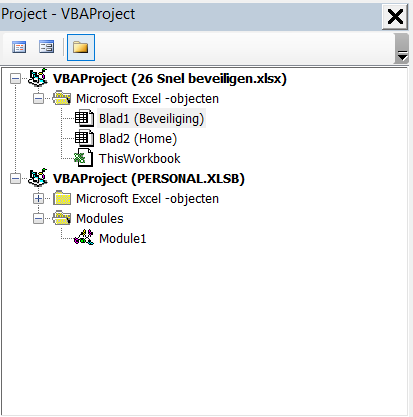 Project - VBAProject
VBAProject (26 Snel beveiligen.xlsx)
Microsoft Excel -objecten
Blad1 (Beveiliging)
Blad2 (Home)
ThisWorkbook
VBAProject (PERSONAL.XLSB)
Microsoft Excel -objecten
Modules
Module1